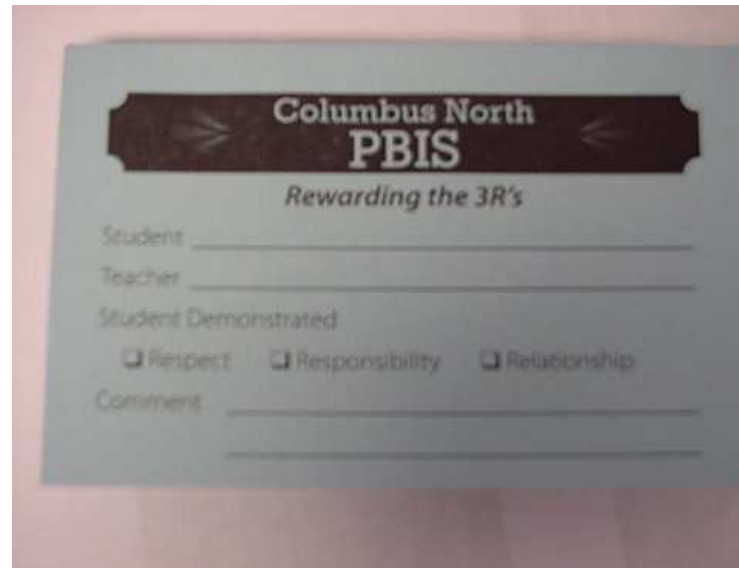 Columbus North
PBIS
Rewarding the 3R's
Student
Teacher
Student Demonstrated
❑ Respect ❑ Responsibility ❑ Relationship
Comment